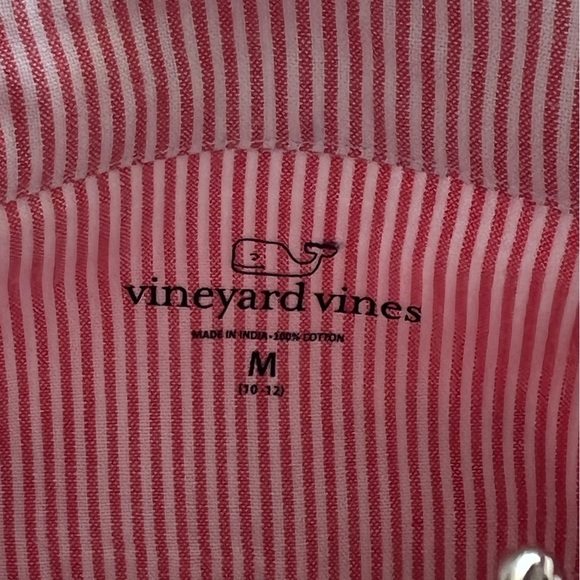 vineyard vines
MADE IN INDIA•100% COTTON
M
(10-12)